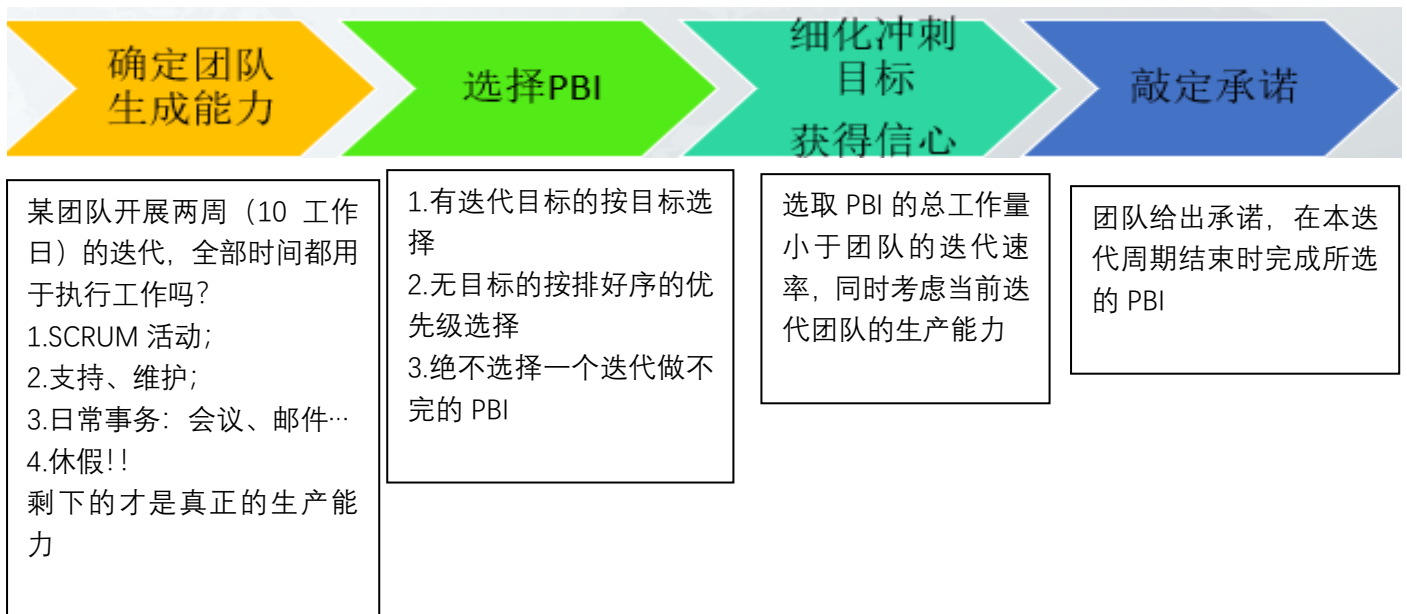 确定团队
生成能力
选择PBI
细化冲刺
目标
获得信心
敲定承诺
某团队开展两周（10 工作
日）的迭代，全部时间都用
于执行工作吗？
1.SCRUM 活动；
2.支持、维护；
3.日常事务：会议、邮件…
4.休假！！
剩下的才是真正的生产能
力
1.有迭代目标的按目标选
择
2.无目标的按排好序的优
先级选择
3.绝不选择一个迭代做不
完的 PBI
选取 PBI 的总工作量
小于团队的迭代速
率，同时考虑当前迭
代团队的生产能力
团队给出承诺，在本迭
代周期结束时完成所选
的 PBI